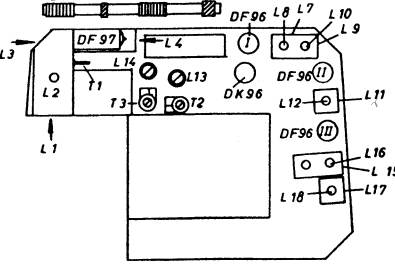 DF96
L8
L7
L10
L9
L3
DF97
L4
I
L14
L13
DF96
II
L2
T1
DK96
L12
L11
T3
T2
DF96
III
L1
L16
L15
L18
L17